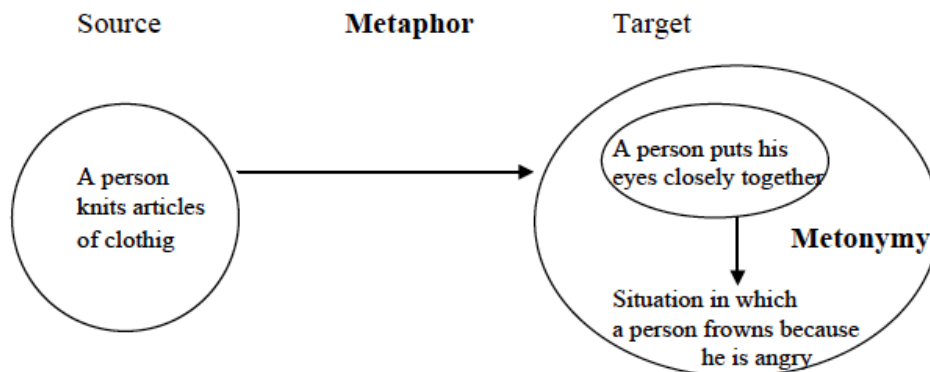 Source Metaphor Target
A person
knits articles
of clothig
A person puts his
eyes closely together
Metonymy
Situation in which
a person frowns because
he is angry